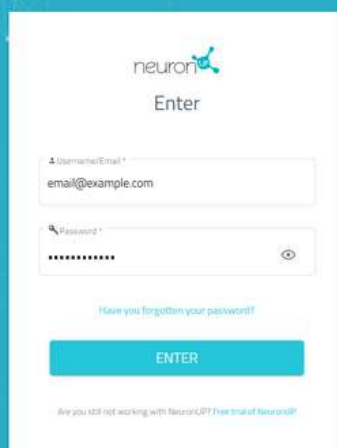 neuronUP
Enter
Username/Email *
email@example.com
Password *
••••••••••••
Have you forgotten your password?
ENTER
Are you still not working with NeuronUP? Free trial of NeuronUP